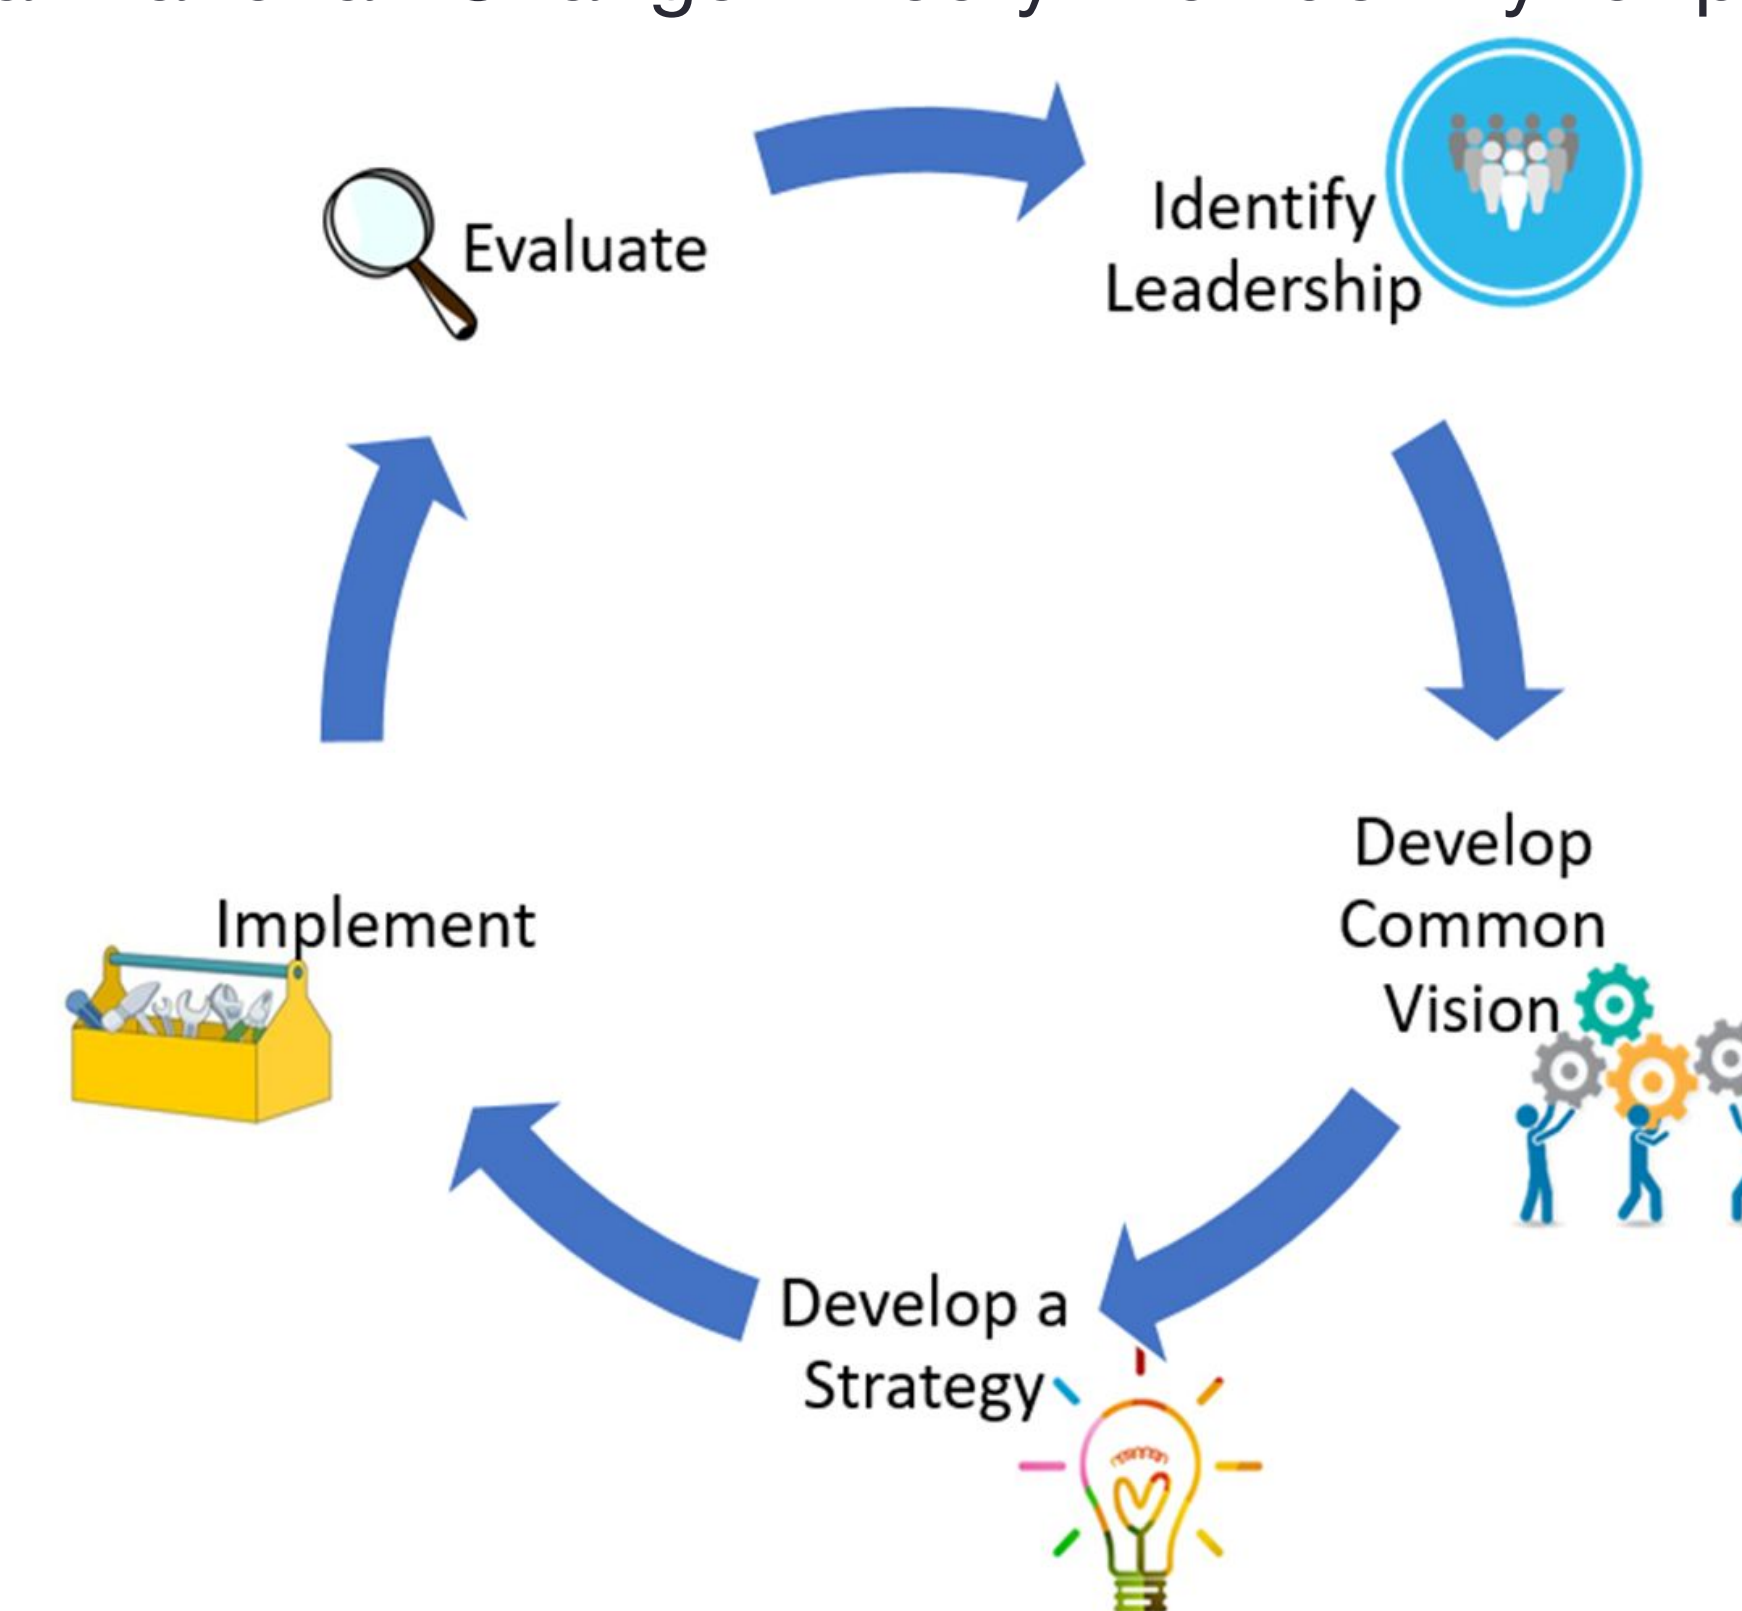 Identify
Leadership
Develop
Common
Vision
Develop a
Strategy
Implement
Evaluate